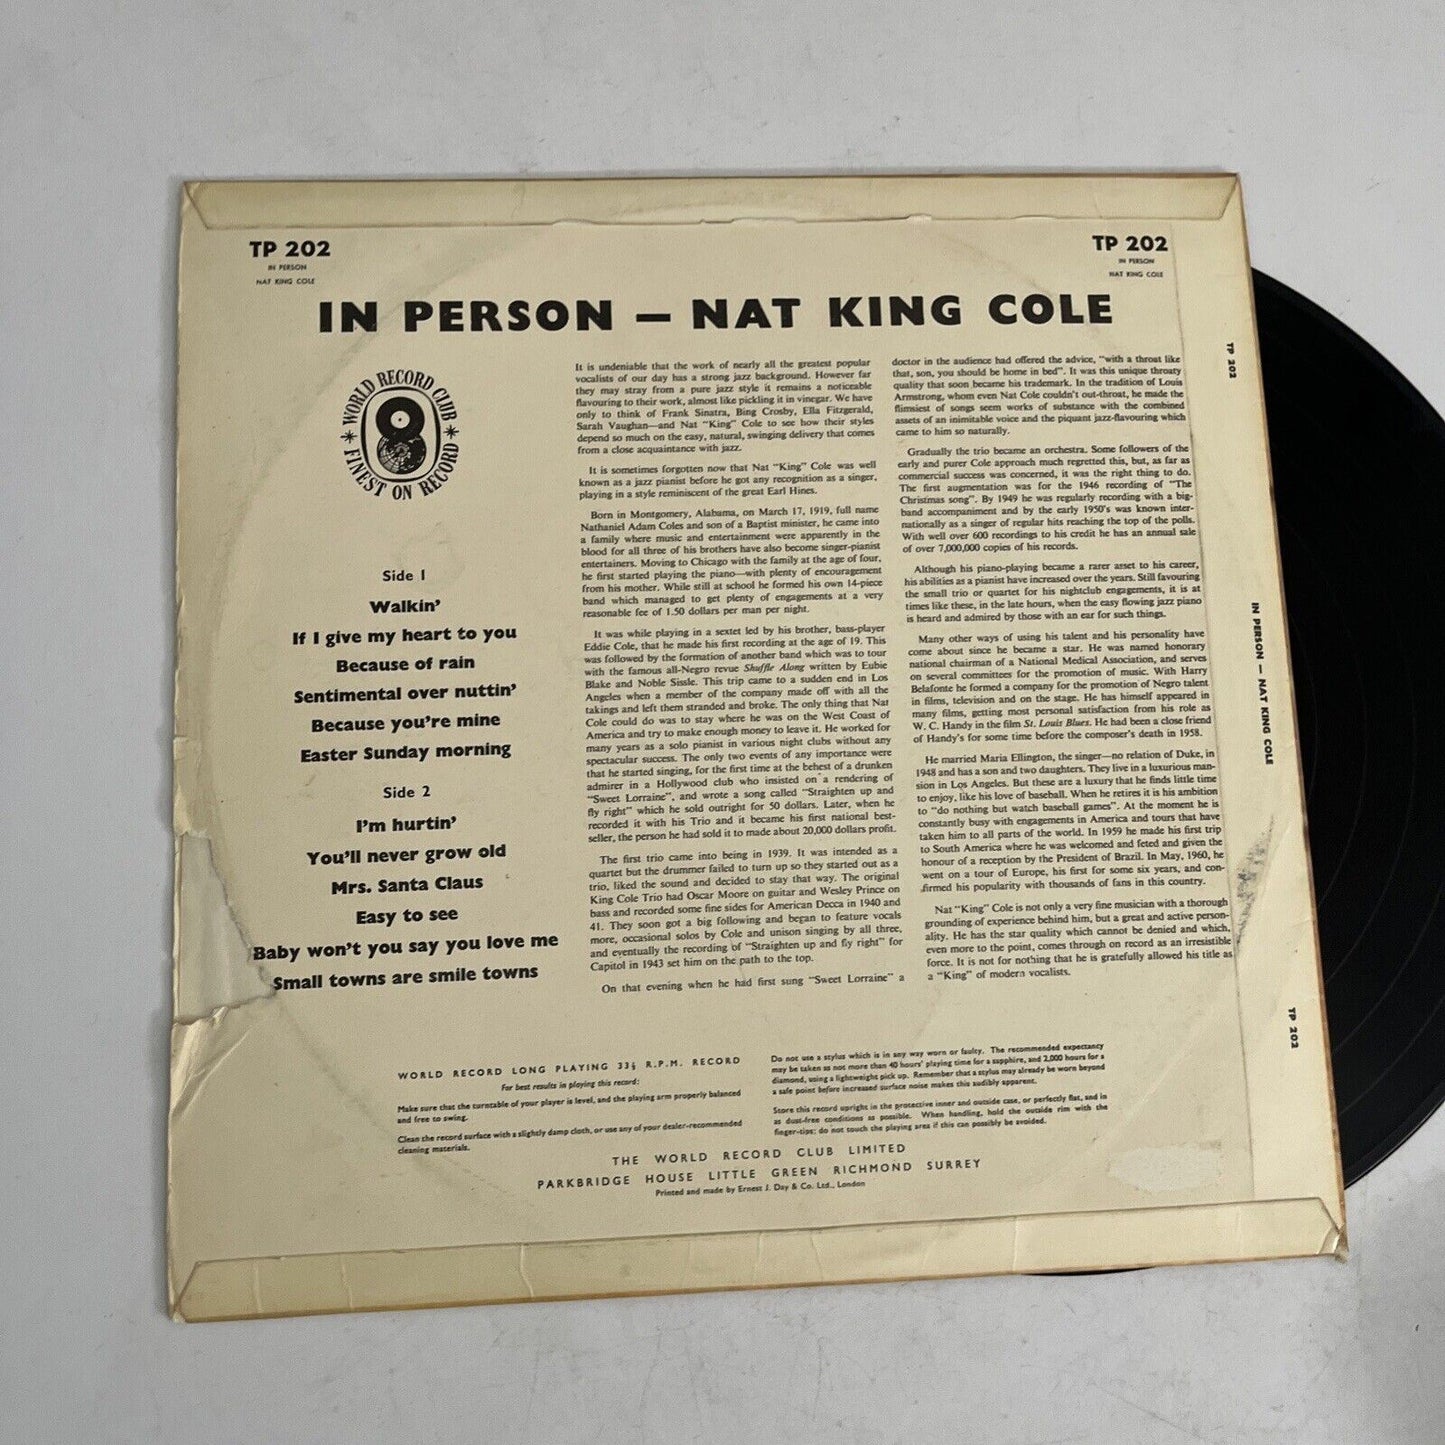 TP 202
IN PERSON
NAT KING COLE
TP 202
IN PERSON
NAT KING COLE
IN PERSON — NAT KING COLE
WORLD RECORD CLUB
FINEST ON RECORD
Side 1
Walkin'
If I give my heart to you
Because of rain
Sentimental over nuttin'
Because you're mine
Easter Sunday morning
Side 2
I'm hurtin'
You'll never grow old
Mrs. Santa Claus
Easy to see
Baby won't you say you love me
Small towns are smile towns
It is undeniable that the work of nearly all the greatest popular
vocalists of our day has a strong jazz background. However far
they may stray from a pure jazz style it remains a noticeable
flavouring to their work, almost like pickling it in vinegar. We have
only to think of Frank Sinatra, Bing Crosby, Ella Fitzgerald,
Sarah Vaughan—and Nat "King" Cole to see how their styles
depend so much on the easy, natural, swinging delivery that comes
from a close acquaintance with jazz.
It is sometimes forgotten now that Nat "King" Cole was well
known as a jazz pianist before he got any recognition as a singer,
playing in a style reminiscent of the great Earl Hines.
Born in Montgomery, Alabama, on March 17, 1919, full name
Nathaniel Adam Coles and son of a Baptist minister, he came into
a family where music and entertainment were apparently in the
blood for all three of his brothers have also become singer-pianist
entertainers. Moving to Chicago with the family at the age of four,
he first started playing the piano—with plenty of encouragement
from his mother. While still at school he formed his own 14-piece
band which managed to get plenty of engagements at a very
reasonable fee of 1.50 dollars per man per night.
It was while playing in a sextet led by his brother, bass-player
Eddie Cole, that he made his first recording at the age of 19. This
was followed by the formation of another band which was to tour
with the famous all-Negro revue Shuffle Along written by Eubie
Blake and Noble Sissle. This trip came to a sudden end in Los
Angeles when a member of the company made off with all the
takings and left them stranded and broke. The only thing that Nat
Cole could do was to stay where he was on the West Coast of
America and try to make enough money to leave it. He worked for
many years as a solo pianist in various night clubs without any
spectacular success. The only two events of any importance were
that he started singing, for the first time at the behest of a drunken
admirer in a Hollywood club who insisted on a rendering of
"Sweet Lorraine", and wrote a song called "Straighten up and
fly right" which he sold outright for 50 dollars. Later, when he
recorded it with his Trio and it became his first national best-
seller, the person he had sold it to made about 20,000 dollars profit.
The first trio came into being in 1939. It was intended as a
quartet but the drummer failed to turn up so they started out as a
trio, liked the sound and decided to stay that way. The original
King Cole Trio had Oscar Moore on guitar and Wesley Prince on
bass and recorded some fine sides for American Decca in 1940 and
41. They soon got a big following and began to feature vocals
more, occasional solos by Cole and unison singing by all three,
and eventually the recording of "Straighten up and fly right" for
Capitol in 1943 set him on the path to the top.
On that evening when he had first sung "Sweet Lorraine" a
doctor in the audience had offered the advice, "with a throat like
that, son, you should be home in bed". It was this unique throaty
quality that soon became his trademark. In the tradition of Louis
Armstrong, whom even Nat Cole couldn't out-throat, he made the
flimsiest of songs seem works of substance with the combined
assets of an inimitable voice and the piquant jazz-flavouring which
came to him so naturally.
Gradually the trio became an orchestra. Some followers of the
early and purer Cole approach much regretted this, but, as far as
commercial success was concerned, it was the right thing to do.
The first augmentation was for the 1946 recording of "The
Christmas song". By 1949 he was regularly recording with a big-
band accompaniment and by the early 1950's was known inter-
nationally as a singer of regular hits reaching the top of the polls.
With well over 600 recordings to his credit he has an annual sale
of over 7,000,000 copies of his records.
Although his piano-playing became a rarer asset to his career,
his abilities as a pianist have increased over the years. Still favouring
the small trio or quartet for his nightclub engagements, it is at
times like these, in the late hours, when the easy flowing jazz piano
is heard and admired by those with an ear for such things.
Many other ways of using his talent and his personality have
come about since he became a star. He was named honorary
national chairman of a National Medical Association, and serves
on several committees for the promotion of music. With Harry
Belafonte he formed a company for the promotion of Negro talent
in films, television and on the stage. He has himself appeared in
many films, getting most personal satisfaction from his role as
W. C. Handy in the film St. Louis Blues. He had been a close friend
of Handy's for some time before the composer's death in 1958.
He married Maria Ellington, the singer—no relation of Duke, in
1948 and has a son and two daughters. They live in a luxurious man-
sion in Los Angeles. But these are a luxury that he finds little time
to enjoy, like his love of baseball. When he retires it is his ambition
to "do nothing but watch baseball games". At the moment he is
constantly busy with engagements in America and tours that have
taken him to all parts of the world. In 1959 he made his first trip
to South America where he was welcomed and feted and given the
honour of a reception by the President of Brazil. In May, 1960, he
went on a tour of Europe, his first for some six years, and con-
firmed his popularity with thousands of fans in this country.
Nat "King" Cole is not only a very fine musician with a thorough
grounding of experience behind him, but a great and active person-
ality. He has the star quality which cannot be denied and which,
even more to the point, comes through on record as an irresistible
force. It is not for nothing that he is gratefully allowed his title as
a "King" of modern vocalists.
WORLD RECORD LONG PLAYING 33⅓ R.P.M. RECORD
For best results in playing this record:
Make sure that the turntable of your player is level, and the playing arm properly balanced
and free to swing.
Clean the record surface with a slightly damp cloth, or use any of your dealer-recommended
cleaning materials.
Do not use a stylus which is in any way worn or faulty. The recommended expectancy
may be taken as not more than 40 hours' playing time for a sapphire, and 2,000 hours for a
diamond, using a lightweight pick up. Remember that a stylus may already be worn beyond
a safe point before increased surface noise makes this audibly apparent.
Store this record upright in the protective inner and outside case, or perfectly flat, and in
as dust-free conditions as possible. When handling, hold the outside rim with the
finger-tips; do not touch the playing area if this can possibly be avoided.
THE WORLD RECORD CLUB LIMITED
PARKBRIDGE HOUSE LITTLE GREEN RICHMOND SURREY
Printed and made by Ernest J. Day & Co. Ltd., London
TP 202
IN PERSON — NAT KING COLE
TP 202